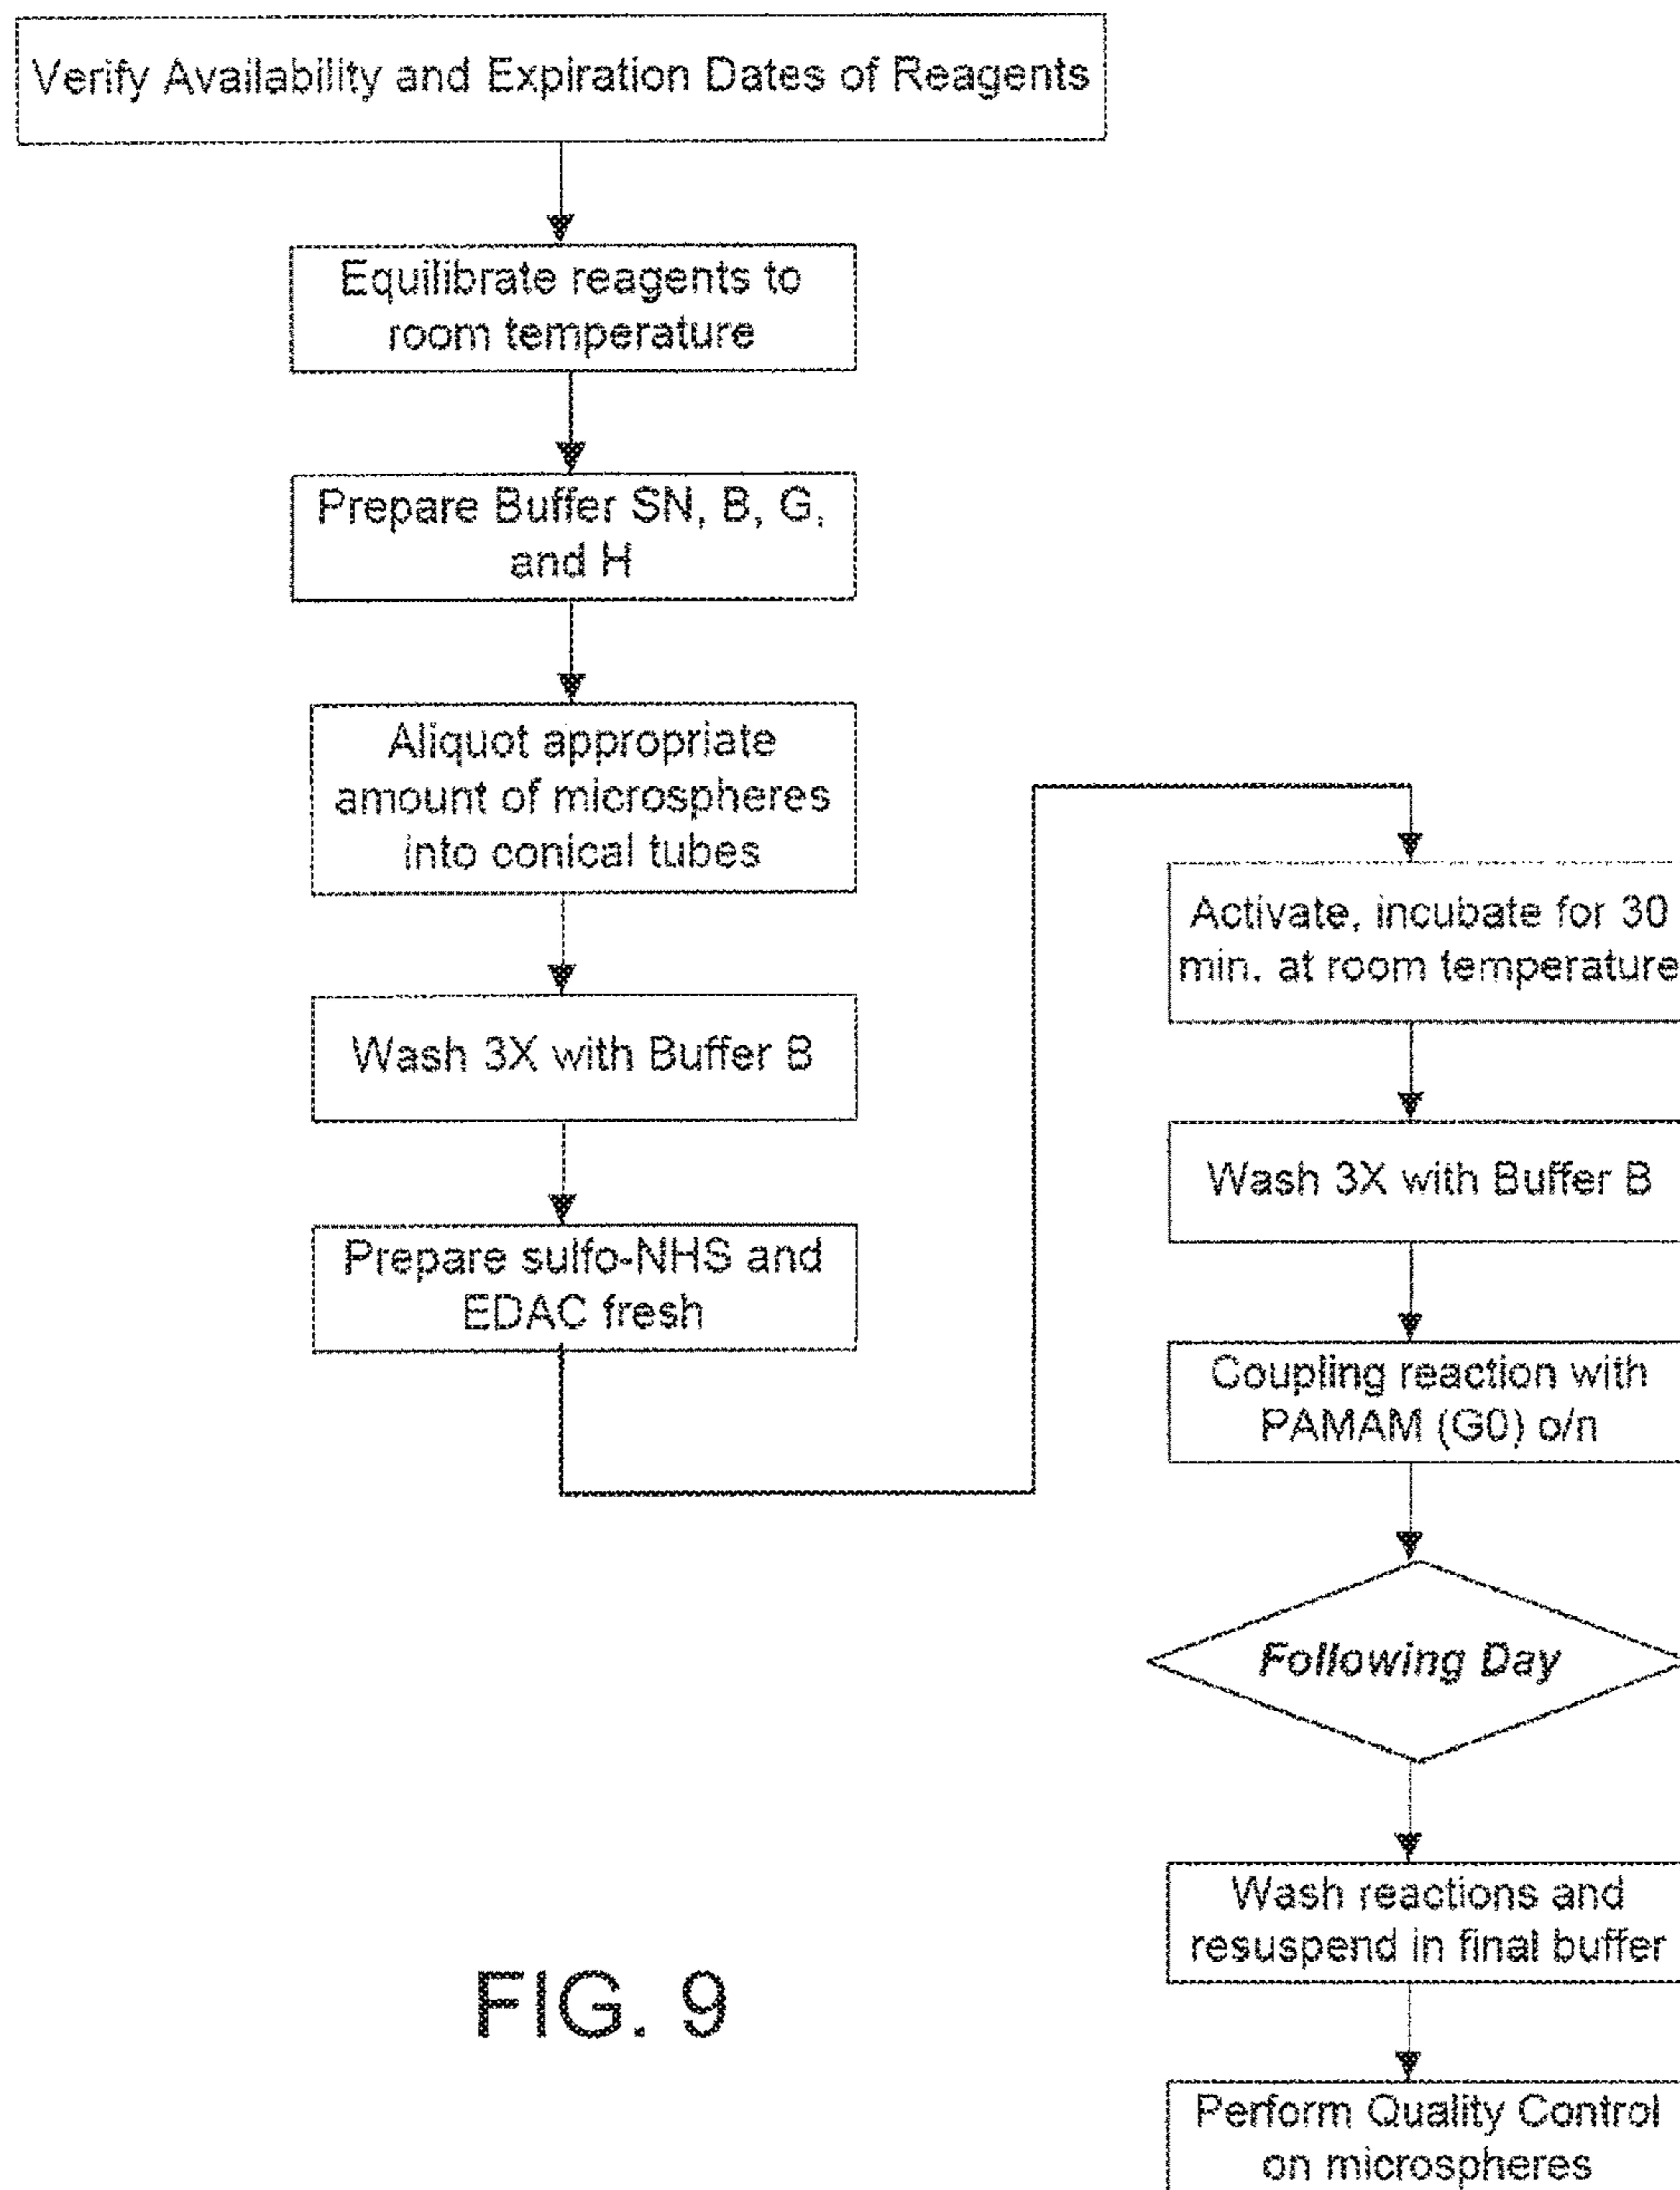 Verify Availability and Expiration Dates of Reagents
Equilibrate reagents to
room temperature
Prepare Buffer SN, B, G,
and H
Aliquot appropriate
amount of microspheres
into conical tubes
Wash 3X with Buffer B
Prepare sulfo-NHS and
EDAC fresh
Activate, incubate for 30
min. at room temperature
Wash 3X with Buffer B
Coupling reaction with
PAMAM (G0) o/n
Following Day
Wash reactions and
resuspend in final buffer
Perform Quality Control
on microspheres
FIG. 9